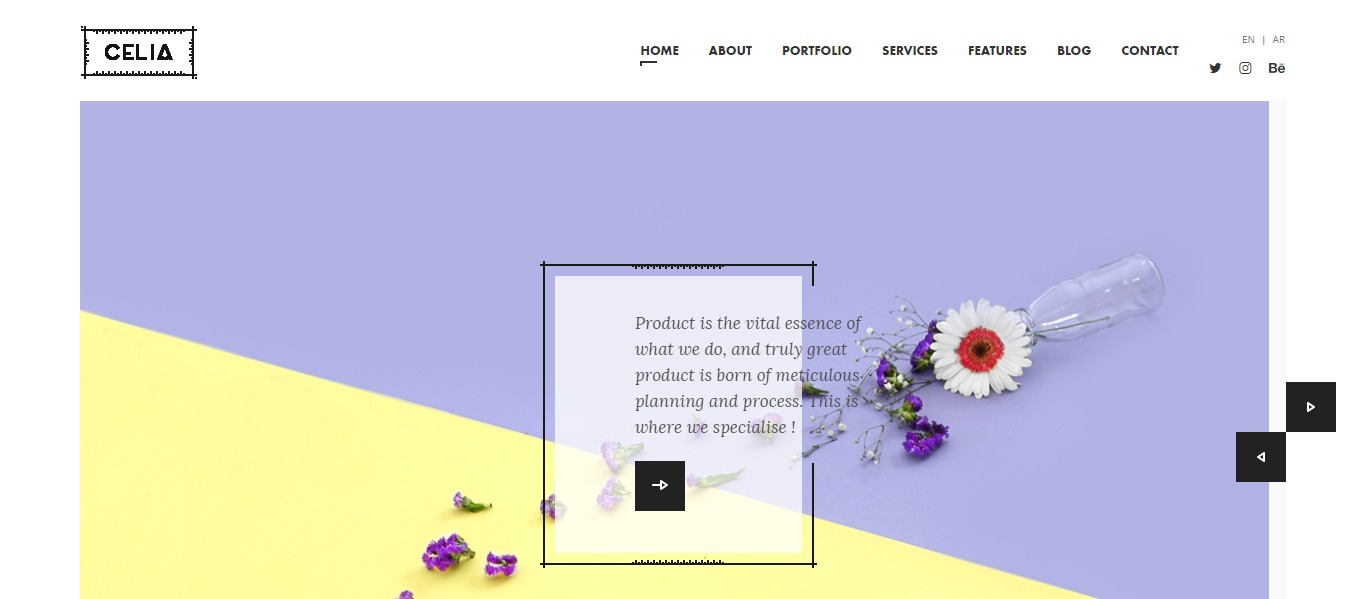 CELIA
HOME ABOUT PORTFOLIO SERVICES FEATURES BLOG CONTACT
EN | AR
Bē
Product is the vital essence of
what we do, and truly great
product is born of meticulous
planning and process. This is
where we specialise !